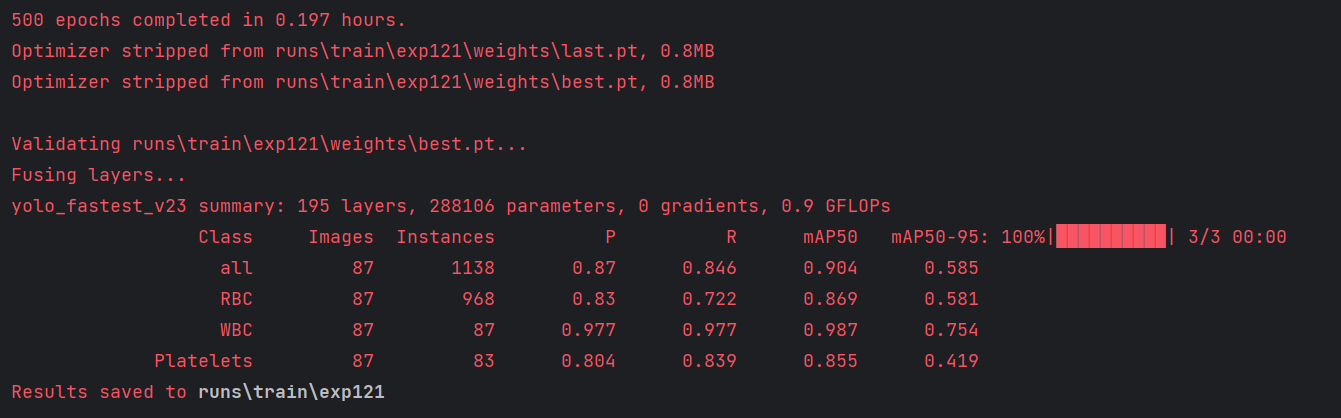 500 epochs completed in 0.197 hours.
Optimizer stripped from runs\train\exp121\weights\last.pt, 0.8MB
Optimizer stripped from runs\train\exp121\weights\best.pt, 0.8MB
Validating runs\train\exp121\weights\best.pt...
Fusing layers...
yolo_fastest_v23 summary: 195 layers, 288106 parameters, 0 gradients, 0.9 GFLOPs
Class Images Instances P R mAP50 mAP50-95: 100%|██████████| 3/3 00:00
all 87 1138 0.87 0.846 0.904 0.585
RBC 87 968 0.83 0.722 0.869 0.581
WBC 87 87 0.977 0.977 0.987 0.754
Platelets 87 83 0.804 0.839 0.855 0.419
Results saved to runs\train\exp121